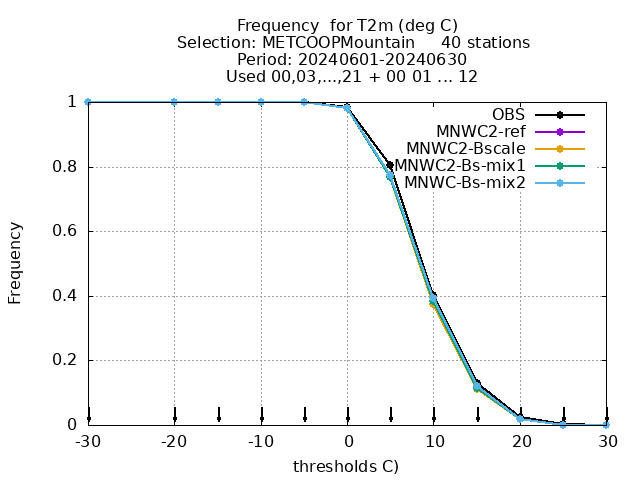 Frequency  for T2m (deg C)
Selection: METCOOPMountain     40 stations
Period: 20240601-20240630
Used 00,03,...,21 + 00 01 ... 12
OBS
MNWC2-ref
MNWC2-Bscale
MNWC2-Bs-mix1
MNWC-Bs-mix2
Frequency
1
0.8
0.6
0.4
0.2
0
-30 -20 -10 0 10 20 30
thresholds C)